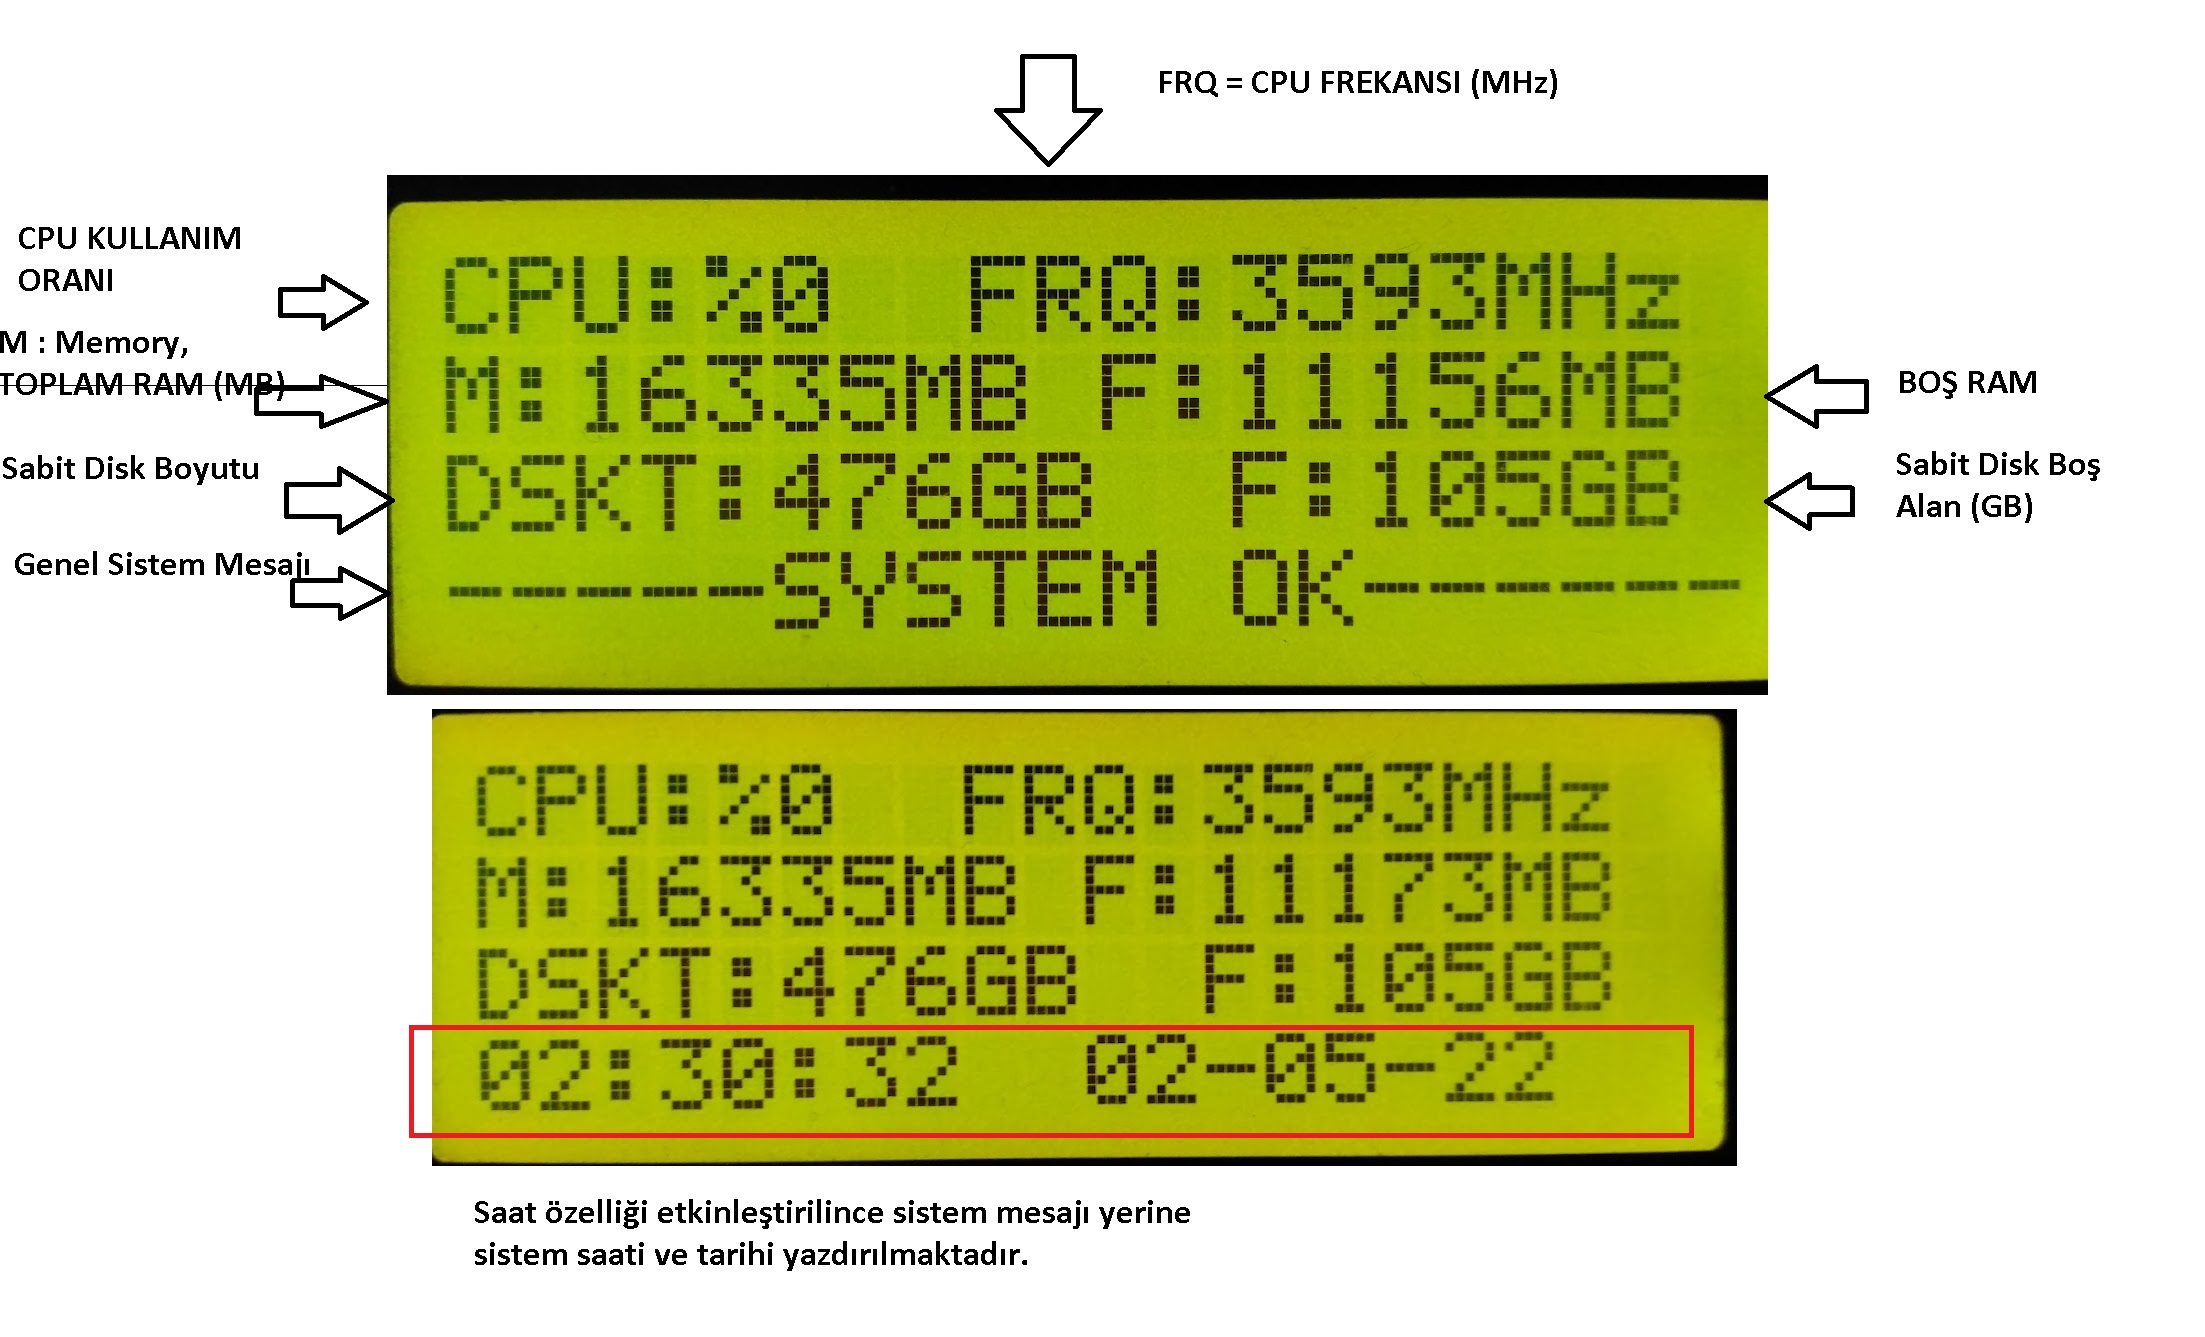 FRQ = CPU FREKANSI (MHz)
CPU KULLANIM
ORANI
M : Memory,
TOPLAM RAM (MB)
Sabit Disk Boyutu
Genel Sistem Mesajı
CPU:%0 FRQ:3593MHz
M:16335MB F:11156MB
DSKT:476GB F:105GB
-----SYSTEM OK------
BOŞ RAM
Sabit Disk Boş
Alan (GB)
CPU:%0 FRQ:3593MHz
M:16335MB F:11173MB
DSKT:476GB F:105GB
02:30:32 02-05-22
Saat özelliği etkinleştirilince sistem mesajı yerine
sistem saati ve tarihi yazdırılmaktadır.